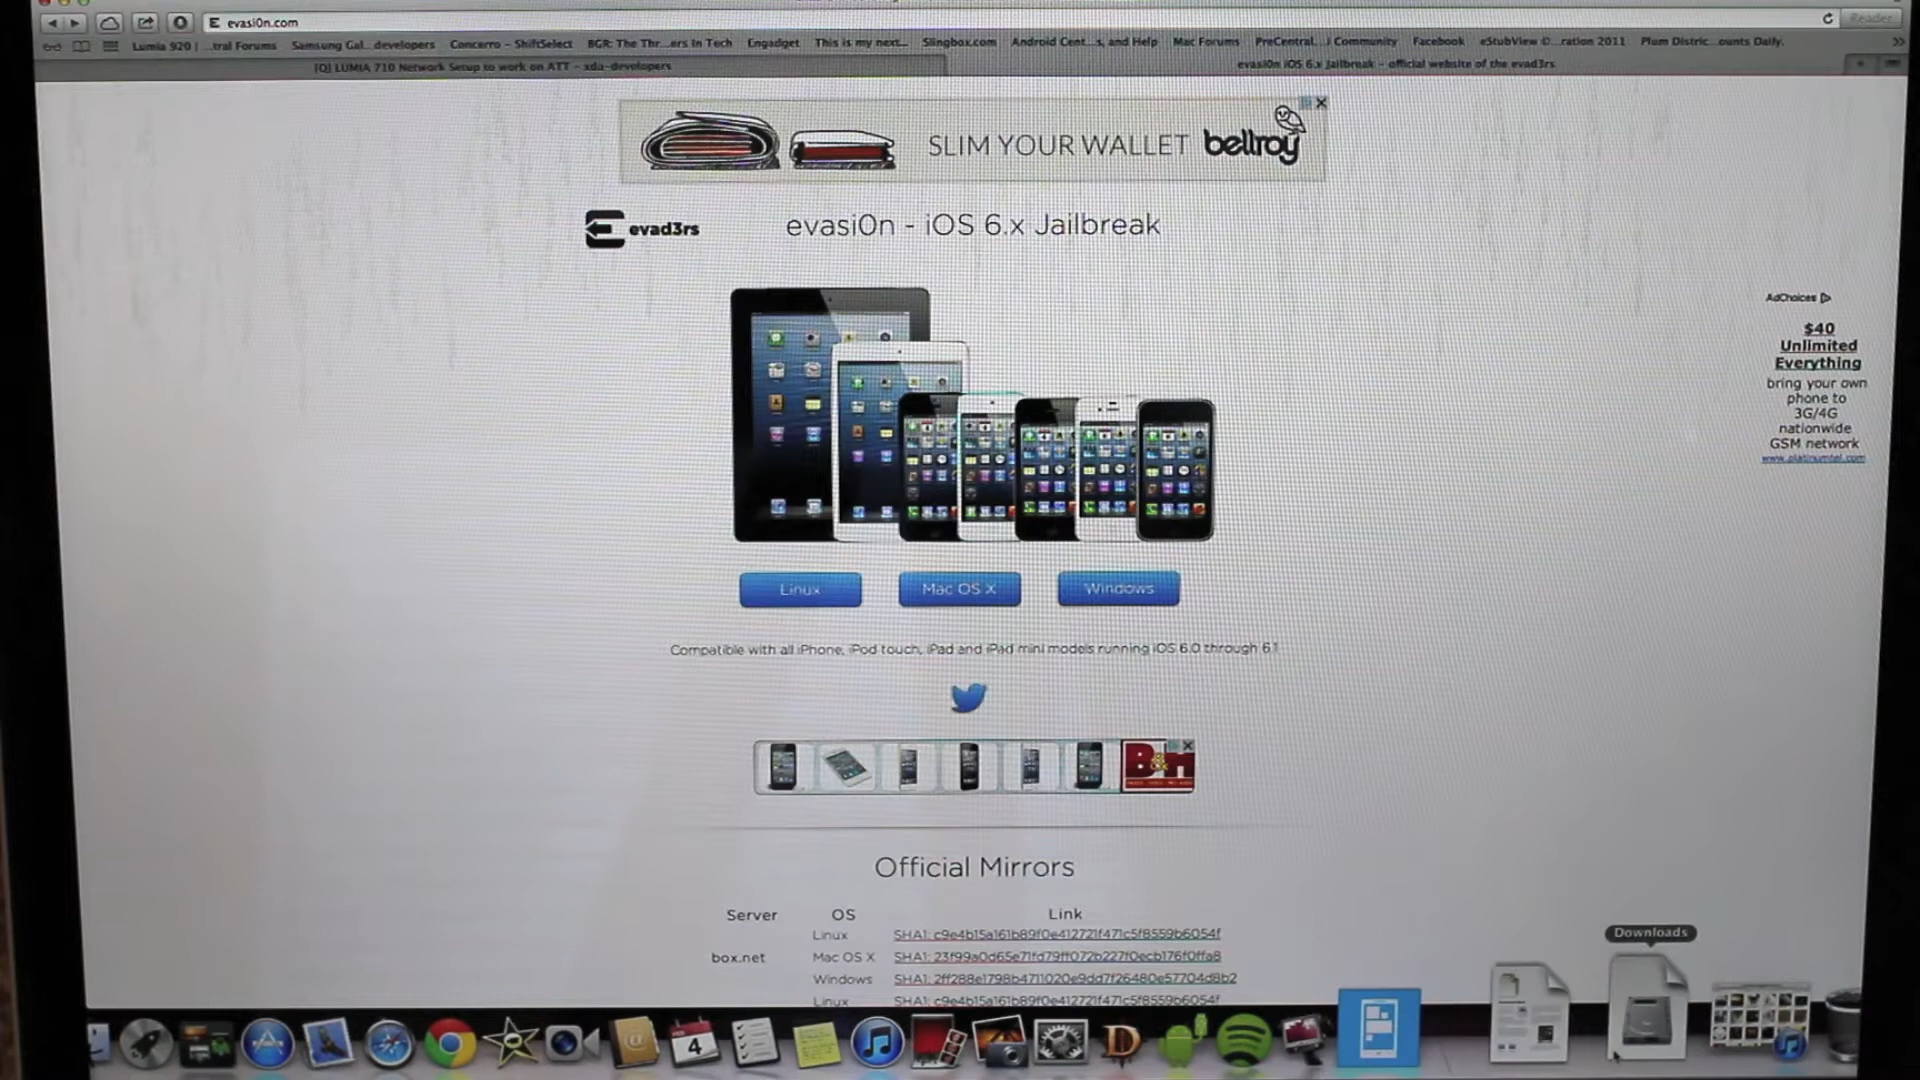 evasi0n.com
Reader
Lumia 920 | ...tral Forums Samsung Gal...developers Concerro - ShiftSelect BGR: The Thr...ers In Tech Engadget This is my next... Slingbox.com Android Cent...s, and Help Mac Forums PreCentral...| Community Facebook eStubView ©...ration 2011 Plum Distric...ounts Daily.
[Q] LUMIA 710 Network Setup to work on ATT - xda-developers
evasi0n iOS 6.x Jailbreak - official website of the evad3rs
SLIM YOUR WALLET bellroy
evad3rs
evasi0n - iOS 6.x Jailbreak
AdChoices
$40
Unlimited
Everything
bring your own
phone to
3G/4G
nationwide
GSM network
www.platinumtel.com
Linux
Mac OS X
Windows
Compatible with all iPhone, iPod touch, iPad and iPad mini models running iOS 6.0 through 6.1
B&H
Official Mirrors
Server OS Link
Linux SHA1: c9e4b15a161b89f0e412721f471c5f8559b6054f
box.net Mac OS X SHA1: 23f99a0d65e71fd79ff072b227f0ecb176f0ffa8
Windows SHA1: 2ff288e1798b4711020e9dd7f26480e57704d8b2
Linux SHA1: c9e4b15a161b89f0e412721f471c5f8559b6054f
Downloads
FEB
4